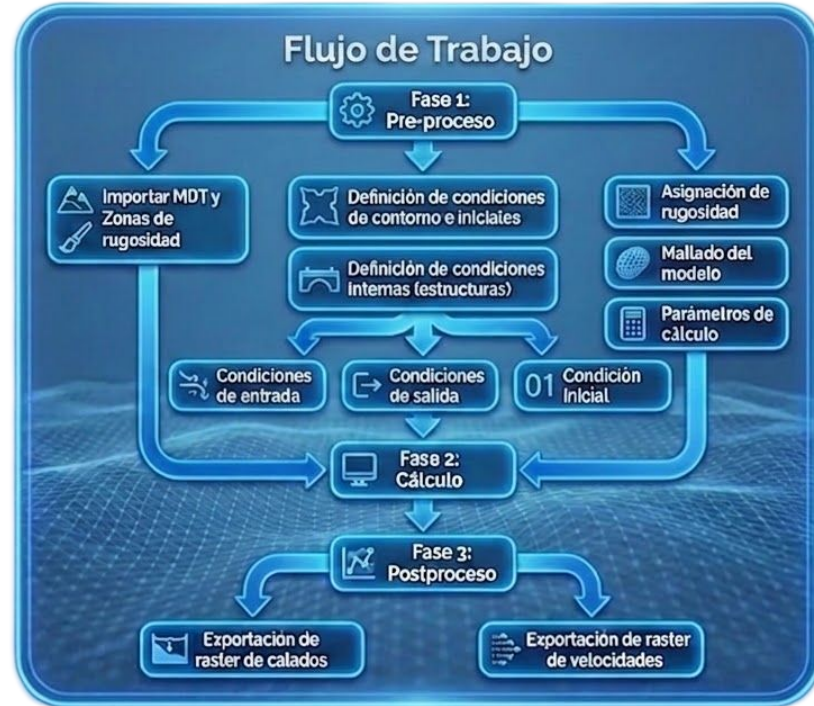 Flujo de Trabajo
Fase 1:
Pre-proceso
Importar MDT y
Zonas de
rugosidad
Definición de condiciones
de contorno e iniciales
Definición de condiciones
internas (estructuras)
Asignación de
rugosidad
Mallado del
modelo
Parámetros de
cálculo
Condiciones
de entrada
Condiciones
de salida
01 Condición
inicial
Fase 2:
Cálculo
Fase 3:
Postproceso
Exportación de
raster de calados
Exportación de raster
de velocidades